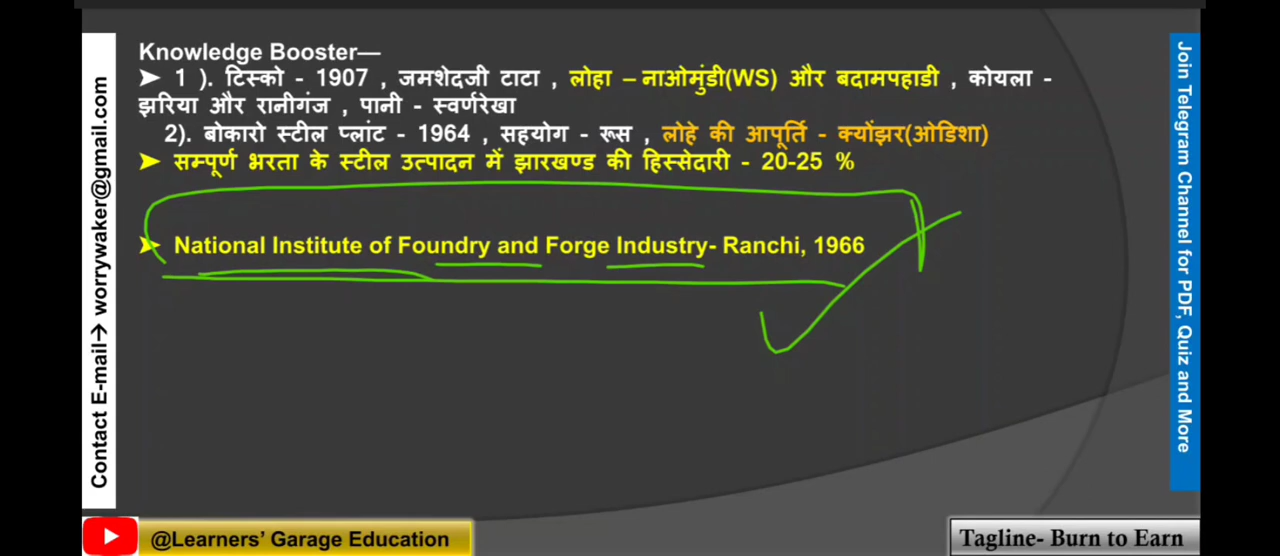 Knowledge Booster—
➤ 1 ). टिस्को - 1907 , जमशेदजी टाटा , लोहा – नाओमुंडी(WS) और बदामपहाडी , कोयला -
झरिया और रानीगंज , पानी - स्वर्णरेखा
2). बोकारो स्टील प्लांट - 1964 , सहयोग - रूस , लोहे की आपूर्ति - क्योंझर(ओडिशा)
➤ सम्पूर्ण भरता के स्टील उत्पादन में झारखण्ड की हिस्सेदारी - 20-25 %
➤ National Institute of Foundry and Forge Industry- Ranchi, 1966
Contact E-mail→ worrywaker@gmail.com
Join Telegram Channel for PDF, Quiz and More
@Learners' Garage Education
Tagline- Burn to Earn